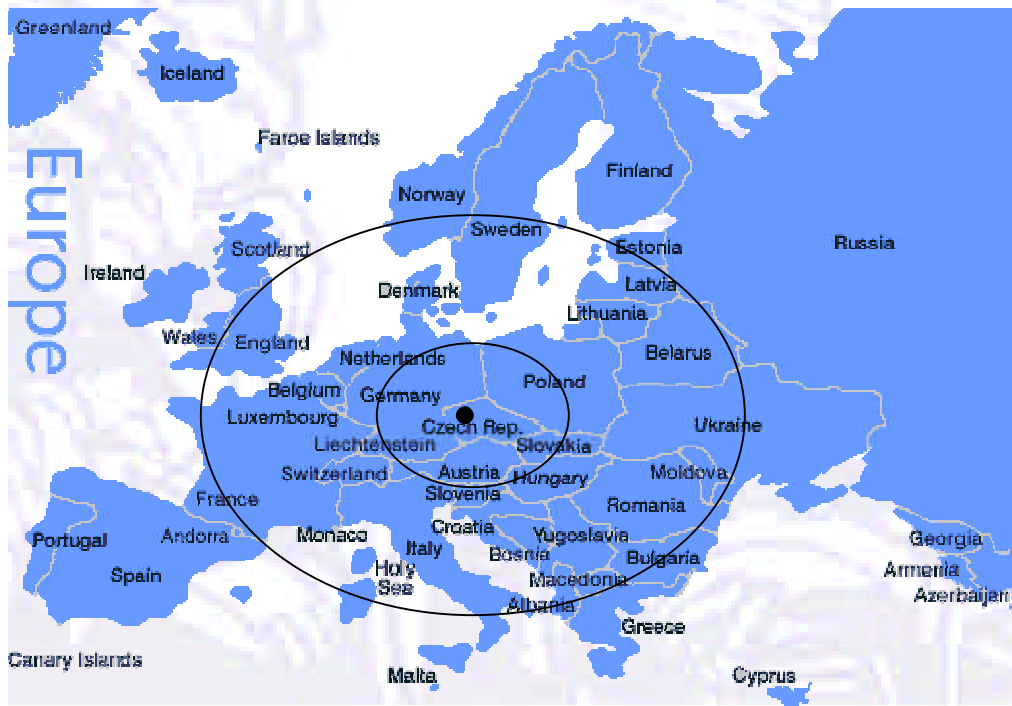 Greenland
Iceland
Faroe Islands
Europe
Finland
Norway
Sweden
Russia
Scotland
Estonia
Ireland
Latvia
Denmark
Lithuania
Wales
England
Belarus
Netherlands
Poland
Belgium
Germany
Luxembourg
Czech Rep.
Ukraine
Liechtenstein
Slovakia
Switzerland
Austria
Hungary
Moldova
Slovenia
France
Romania
Croatia
Portugal
Andorra
Monaco
Yugoslavia
Georgia
Italy
Bosnia
Bulgaria
Holy
Sea
Armenia
Spain
Macedonia
Azerbaijan
Albania
Greece
Canary Islands
Malta
Cyprus